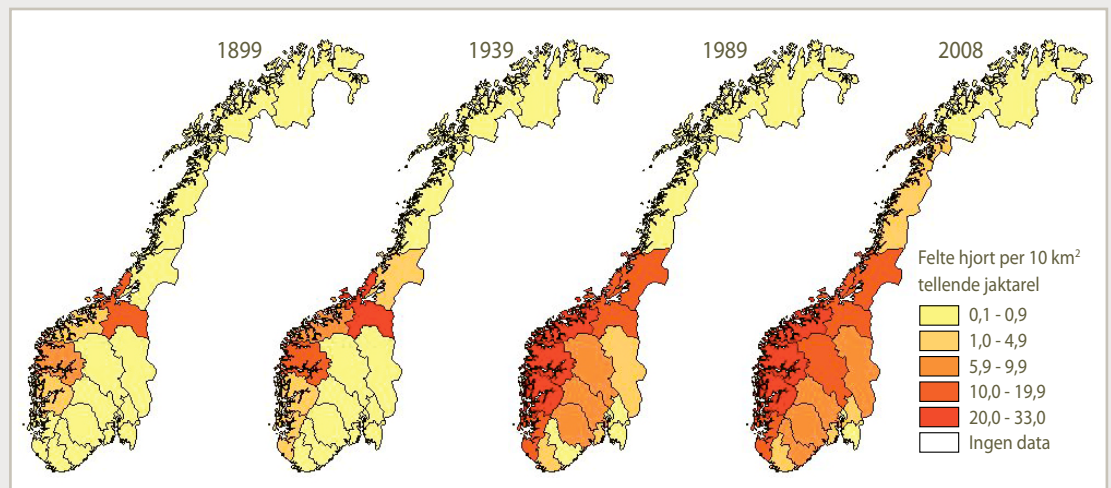 1899
1939
1989
2008
Felte hjort per 10 km²
tellende jaktarel
0,1 - 0,9
1,0 - 4,9
5,9 - 9,9
10,0 - 19,9
20,0 - 33,0
Ingen data